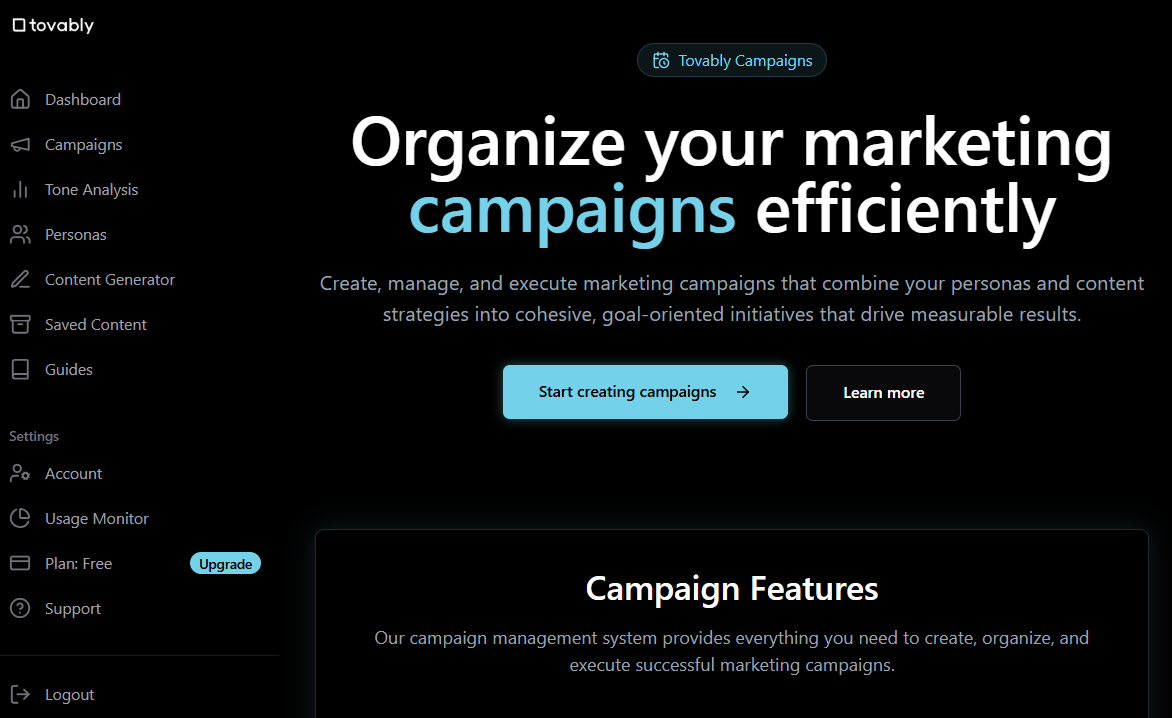 tovably
Dashboard
Campaigns
Tone Analysis
Personas
Content Generator
Saved Content
Guides
Settings
Account
Usage Monitor
Plan: Free
Upgrade
Support
Logout
Tovably Campaigns
Organize your marketing
campaigns efficiently
Create, manage, and execute marketing campaigns that combine your personas and content
strategies into cohesive, goal-oriented initiatives that drive measurable results.
Start creating campaigns
Learn more
Campaign Features
Our campaign management system provides everything you need to create, organize, and
execute successful marketing campaigns.